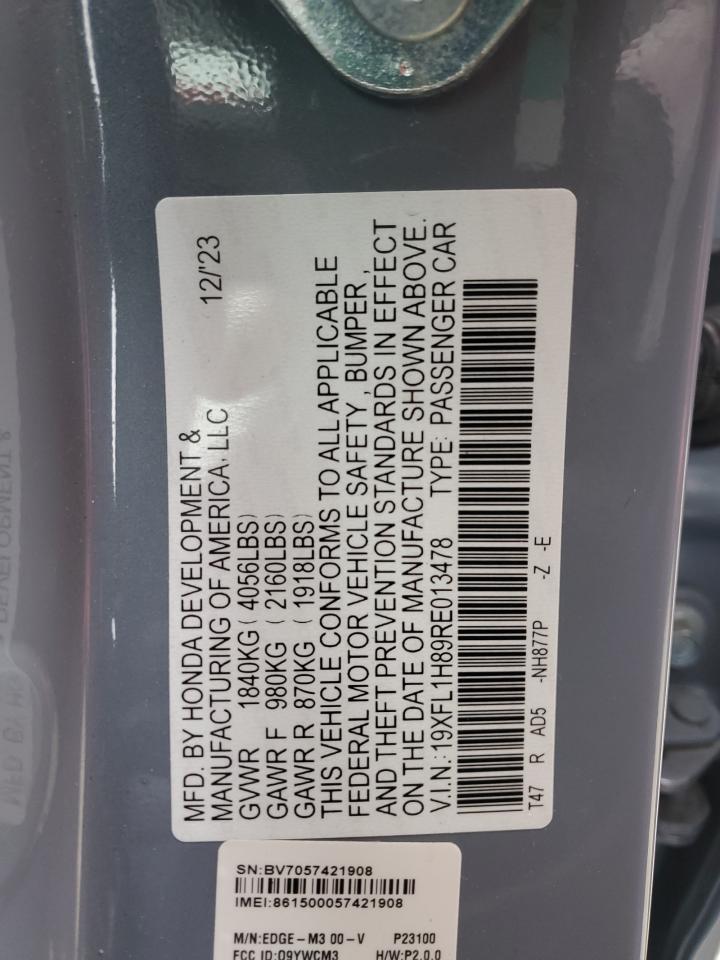 MFD. BY HONDA DEVELOPMENT &
MANUFACTURING OF AMERICA, LLC 12/'23
GVWR 1840KG ( 4056LBS)
GAWR F 980KG ( 2160LBS)
GAWR R 870KG ( 1918LBS)
THIS VEHICLE CONFORMS TO ALL APPLICABLE
FEDERAL MOTOR VEHICLE SAFETY , BUMPER ,
AND THEFT PREVENTION STANDARDS IN EFFECT
ON THE DATE OF MANUFACTURE SHOWN ABOVE.
V.I.N.:19XFL1H89RE013478 TYPE: PASSENGER CAR
T47 R AD5 -NH877P -Z -E
SN:BV7057421908
IMEI:861500057421908
M/N:EDGE-M3 00-V P23100
FCC ID:O9YWCM3 H/W:P2.0.0